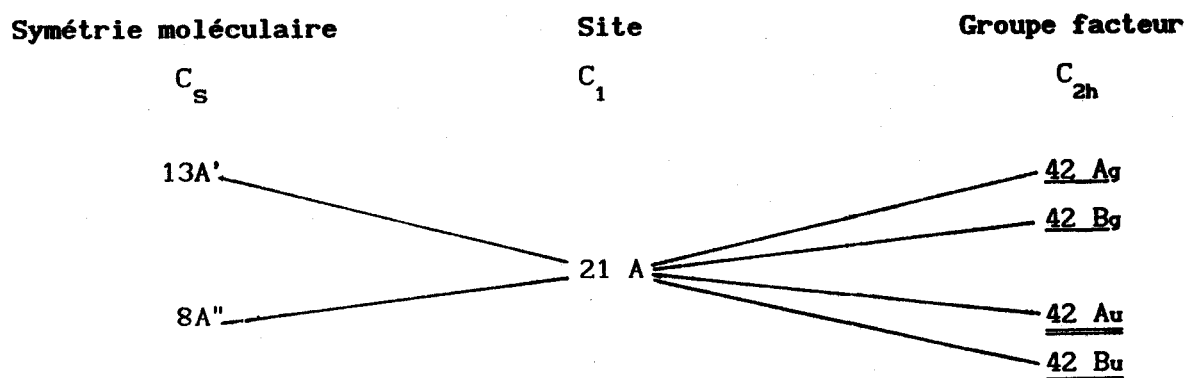 Symétrie moléculaire Site Groupe facteur
C_s C_1 C_2h
13A' 42 Ag
42 Bg
21 A
8A" 42 Au
42 Bu